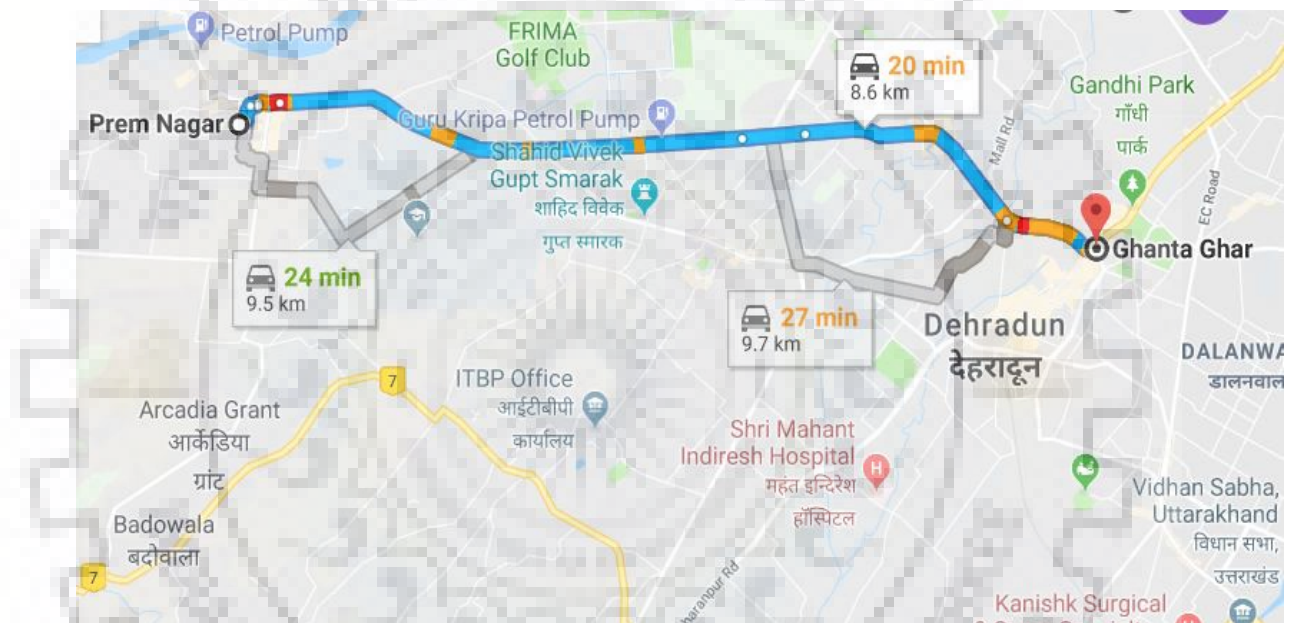 Petrol Pump
FRIMA
Golf Club
20 min
8.6 km
Gandhi Park
गाँधी
पार्क
Prem Nagar
Guru Kripa Petrol Pump
Mall Rd
Shahid Vivek
Gupt Smarak
शाहिद विवेक
गुप्त स्मारक
EC Road
Ghanta Ghar
24 min
9.5 km
27 min
9.7 km
Dehradun
देहरादून
DALANWA
डालनवाल
7
ITBP Office
आईटीबीपी
कार्यालय
Arcadia Grant
आर्केडिया
ग्रांट
Shri Mahant
Indiresh Hospital
महंत इन्दिरेश
हॉस्पिटल
H
Vidhan Sabha,
Uttarakhand
विधान सभा,
उत्तराखंड
Badowala
बदोवाला
7
aranpur Rd
Kanishk Surgical